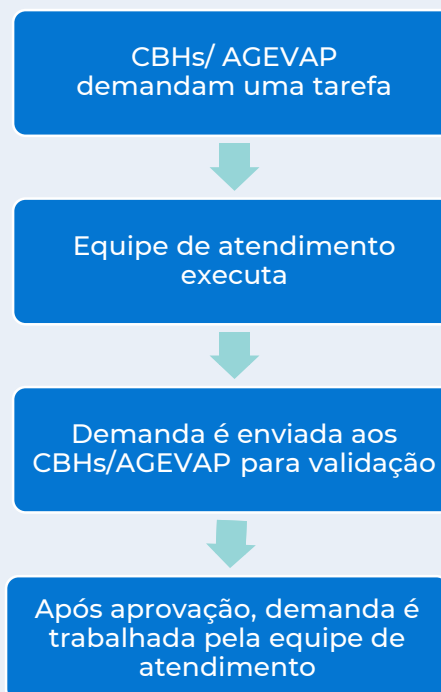 CBHs/ AGEVAP
demandam uma tarefa
Equipe de atendimento
executa
Demanda é enviada aos
CBHs/AGEVAP para validação
Após aprovação, demanda é
trabalhada pela equipe de
atendimento